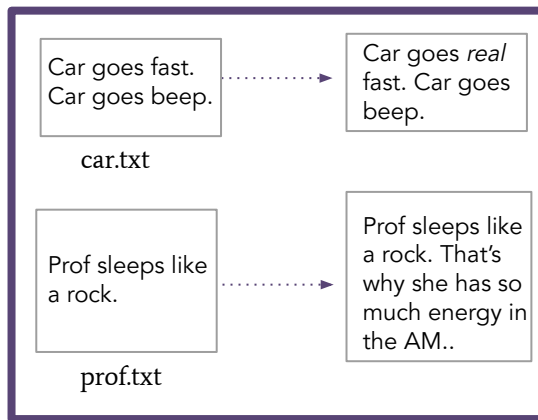 Car goes fast.
Car goes beep.
car.txt
Car goes real
fast. Car goes
beep.
Prof sleeps like
a rock.
prof.txt
Prof sleeps like
a rock. That's
why she has so
much energy in
the AM..